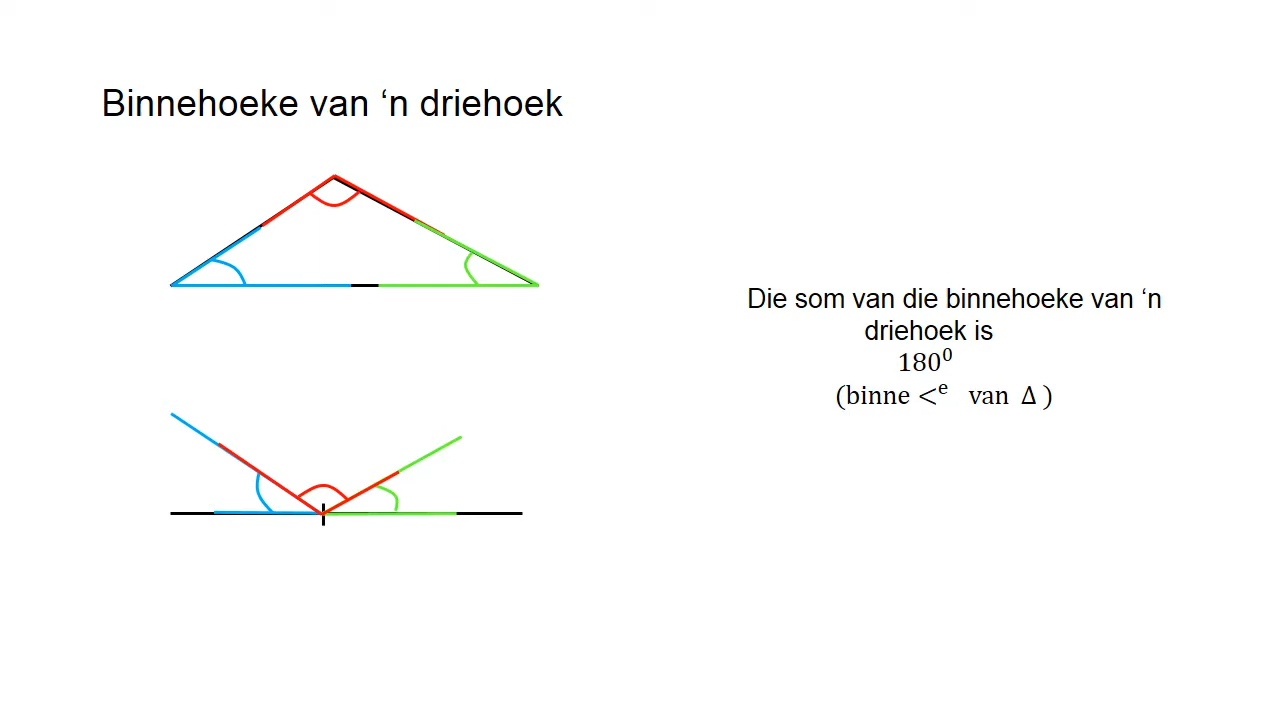 Binnehoeke van ‘n driehoek
Die som van die binnehoeke van ‘n
driehoek is
180⁰
(binne <ᵉ van Δ )